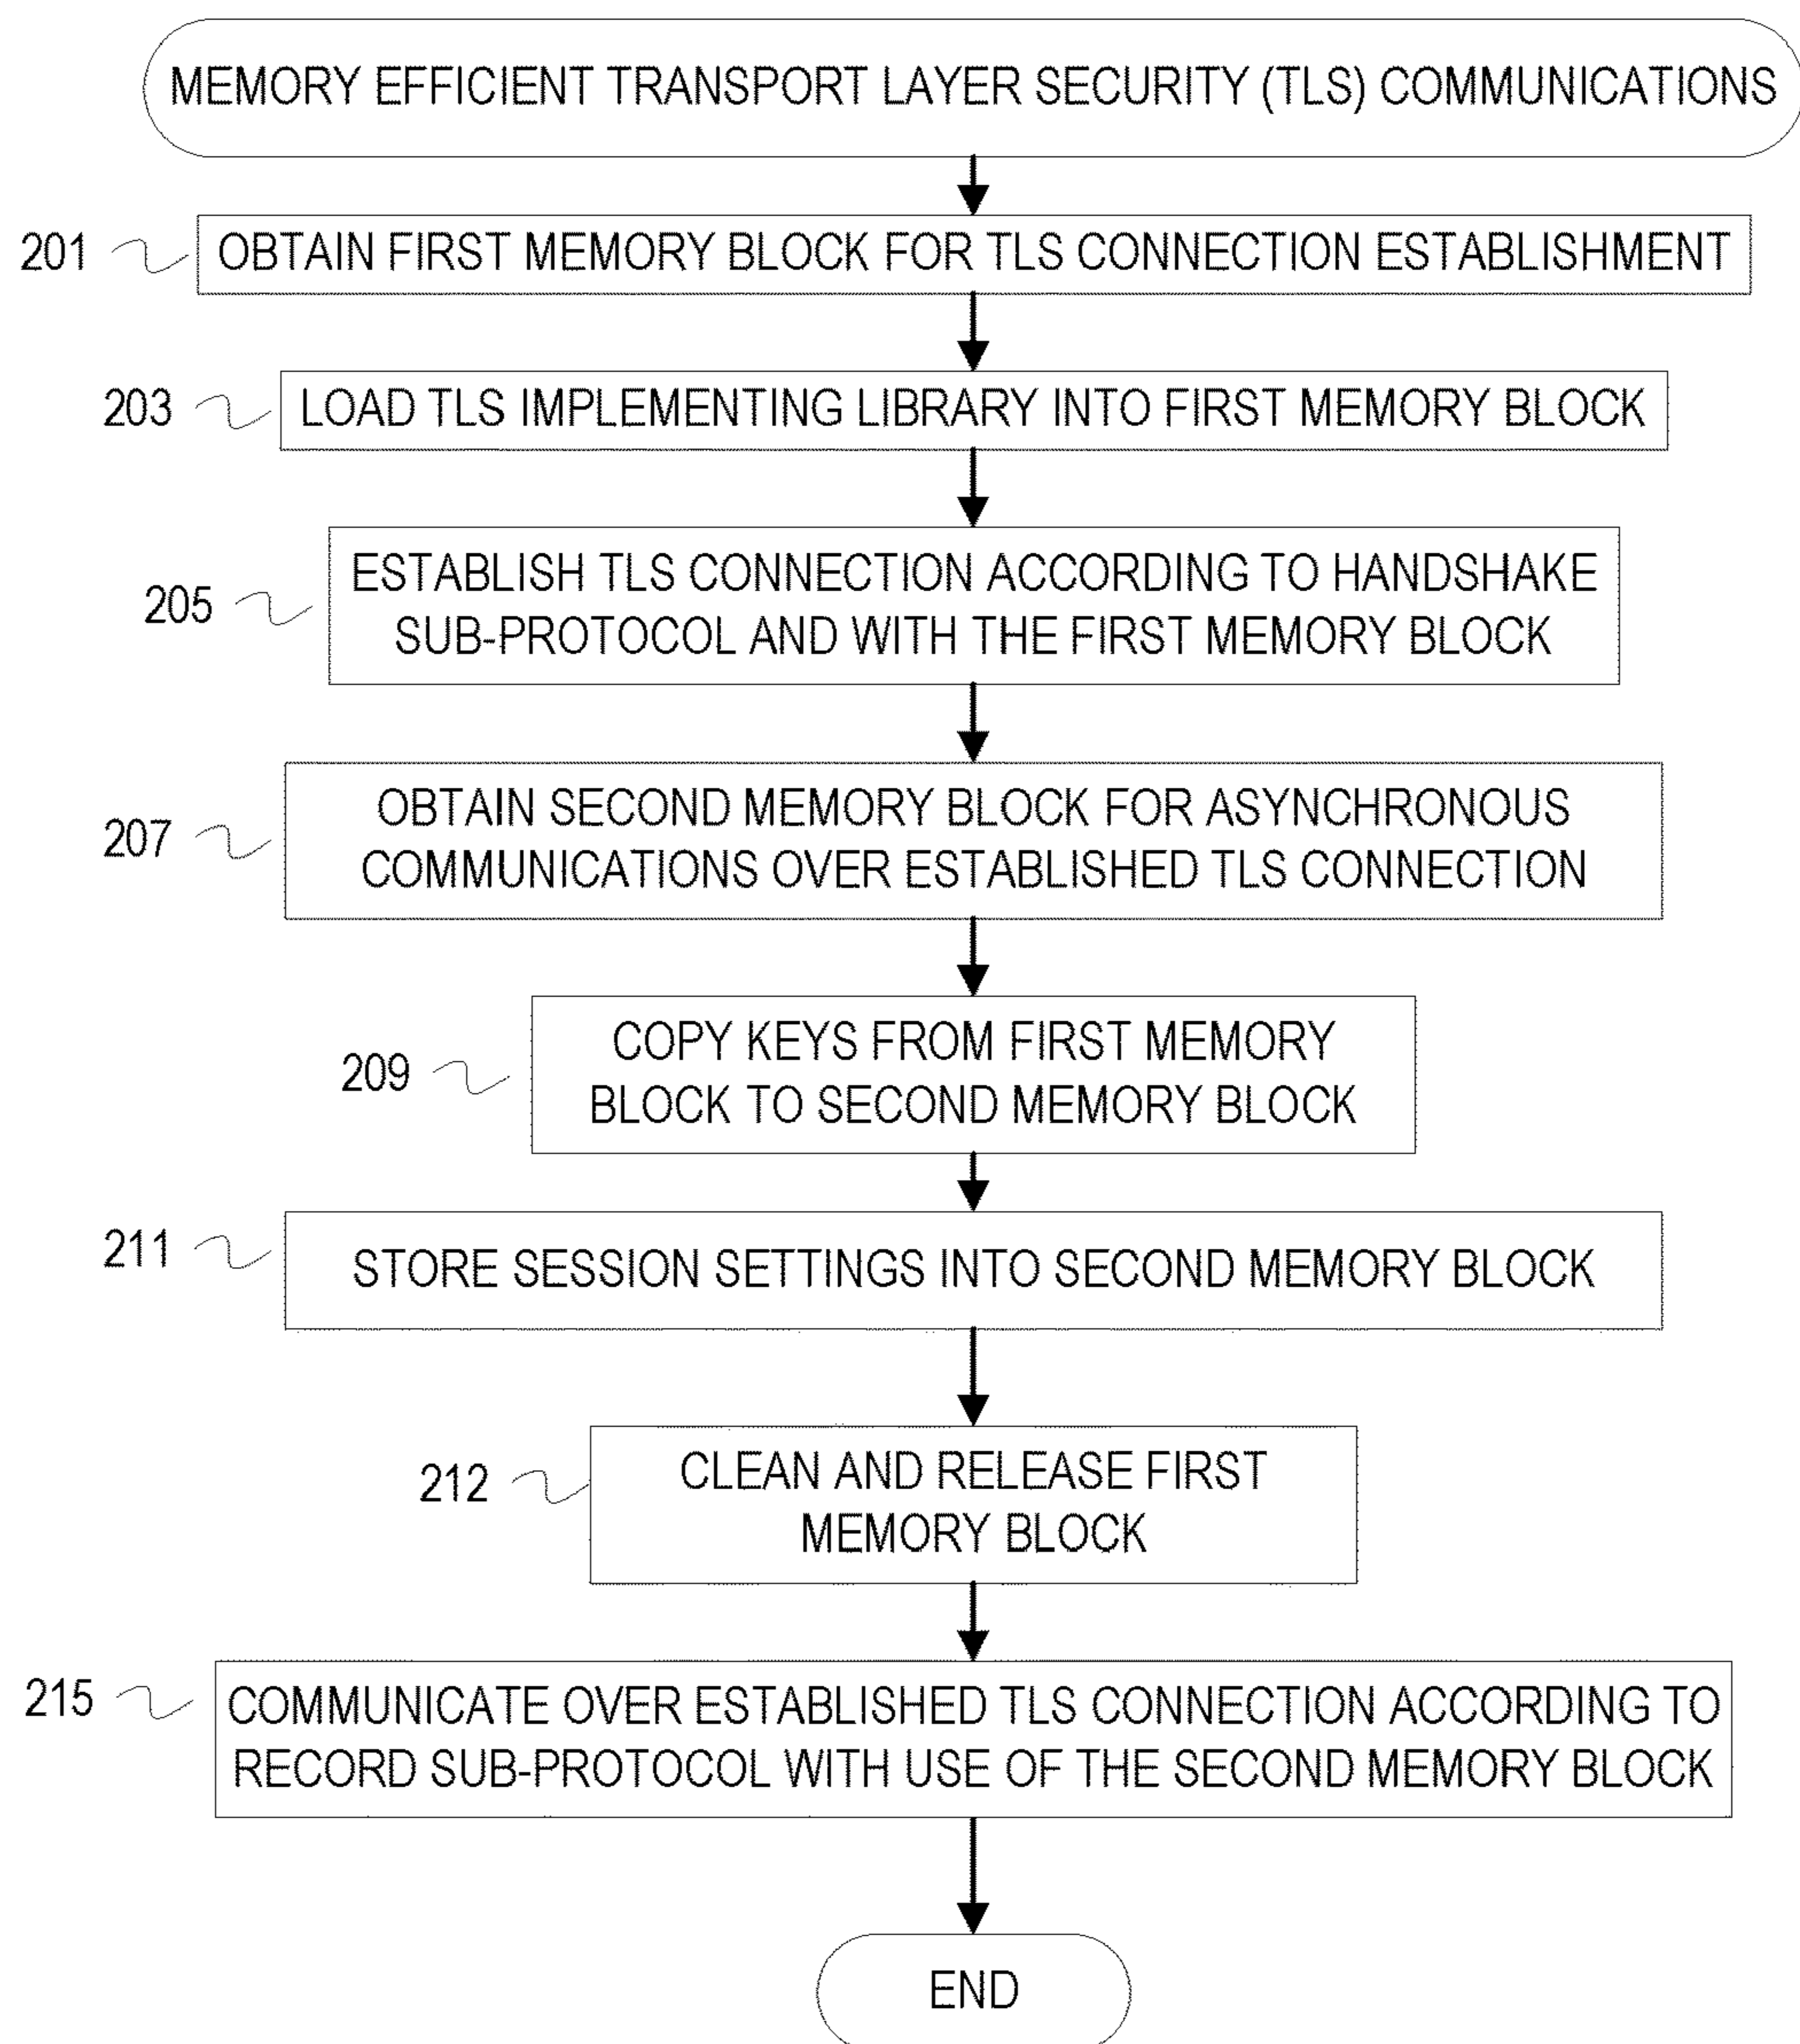 MEMORY EFFICIENT TRANSPORT LAYER SECURITY (TLS) COMMUNICATIONS
201
OBTAIN FIRST MEMORY BLOCK FOR TLS CONNECTION ESTABLISHMENT
203
LOAD TLS IMPLEMENTING LIBRARY INTO FIRST MEMORY BLOCK
205
ESTABLISH TLS CONNECTION ACCORDING TO HANDSHAKE
SUB-PROTOCOL AND WITH THE FIRST MEMORY BLOCK
207
OBTAIN SECOND MEMORY BLOCK FOR ASYNCHRONOUS
COMMUNICATIONS OVER ESTABLISHED TLS CONNECTION
209
COPY KEYS FROM FIRST MEMORY
BLOCK TO SECOND MEMORY BLOCK
211
STORE SESSION SETTINGS INTO SECOND MEMORY BLOCK
212
CLEAN AND RELEASE FIRST
MEMORY BLOCK
215
COMMUNICATE OVER ESTABLISHED TLS CONNECTION ACCORDING TO
RECORD SUB-PROTOCOL WITH USE OF THE SECOND MEMORY BLOCK
END